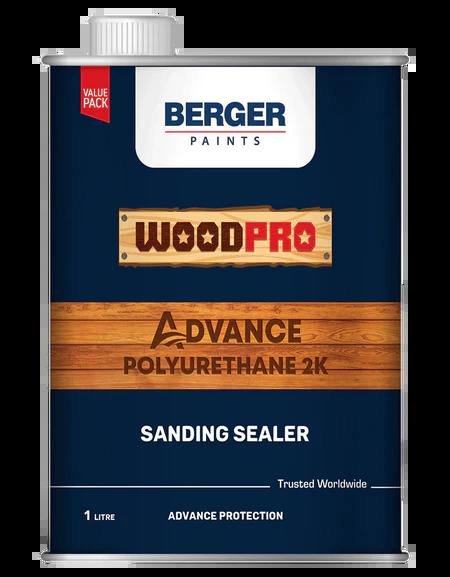 VALUE
PACK
BERGER
PAINTS
WOODPRO
ADVANCE
POLYURETHANE 2K
SANDING SEALER
Trusted Worldwide
1 LITRE
ADVANCE PROTECTION